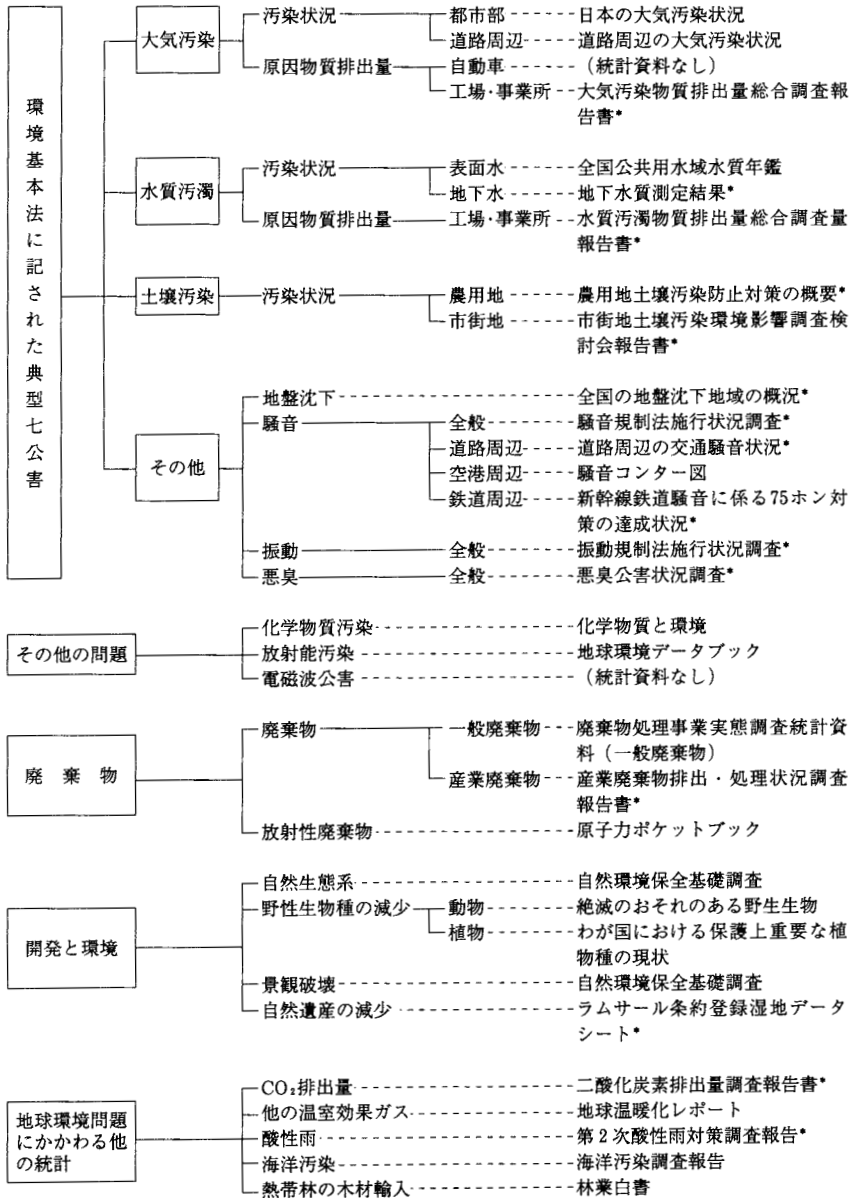 環境基本法に記された典型七公害
大気汚染
汚染状況 都市部 日本の大気汚染状況
道路周辺 道路周辺の大気汚染状況
原因物質排出量 自動車 （統計資料なし）
工場・事業所 大気汚染物質排出量総合調査報
告書*
水質汚濁
汚染状況 表面水 全国公共用水域水質年鑑
地下水 地下水質測定結果*
原因物質排出量 工場・事業所 水質汚濁物質排出量総合調査量
報告書*
土壌汚染 汚染状況 農用地 農用地土壌汚染防止対策の概要*
市街地 市街地土壌汚染環境影響調査検
討会報告書*
その他
地盤沈下 全国の地盤沈下地域の概況*
騒音 全般 騒音規制法施行状況調査*
道路周辺 道路周辺の交通騒音状況*
空港周辺 騒音コンター図
鉄道周辺 新幹線鉄道騒音に係る75ホン対
策の達成状況*
振動 全般 振動規制法施行状況調査*
悪臭 全般 悪臭公害状況調査*
その他の問題
化学物質汚染 化学物質と環境
放射能汚染 地球環境データブック
電磁波公害 （統計資料なし）
廃棄物
廃棄物 一般廃棄物 廃棄物処理事業実態調査統計資
料（一般廃棄物）
産業廃棄物 産業廃棄物排出・処理状況調査
報告書*
放射性廃棄物 原子力ポケットブック
開発と環境
自然生態系 自然環境保全基礎調査
野性生物種の減少 動物 絶滅のおそれのある野生生物
植物 わが国における保護上重要な植
物種の現状
景観破壊 自然環境保全基礎調査
自然遺産の減少 ラムサール条約登録湿地データ
シート*
地球環境問題
にかかわる他
の統計
CO₂排出量 二酸化炭素排出量調査報告書*
他の温室効果ガス 地球温暖化レポート
酸性雨 第2次酸性雨対策調査報告*
海洋汚染 海洋汚染調査報告
熱帯林の木材輸入 林業白書